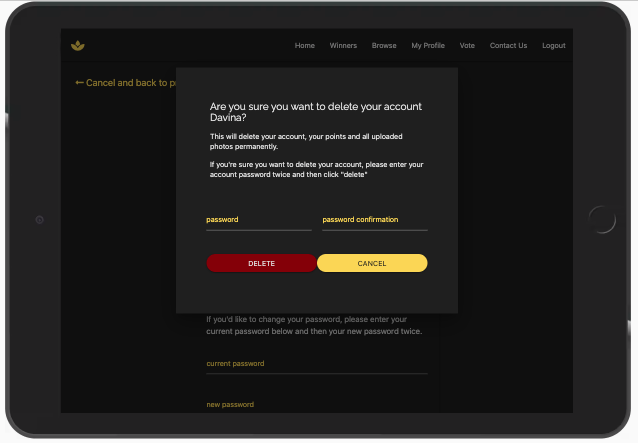 Home Winners Browse My Profile Vote Contact Us Logout
← Cancel and back to p
Are you sure you want to delete your account
Davina?
This will delete your account, your points and all uploaded
photos permanently.
If you're sure you want to delete your account, please enter your
account password twice and then click "delete"
password password confirmation
DELETE CANCEL
If you'd like to change your password, please enter your
current password below and then your new password twice.
current password
new password